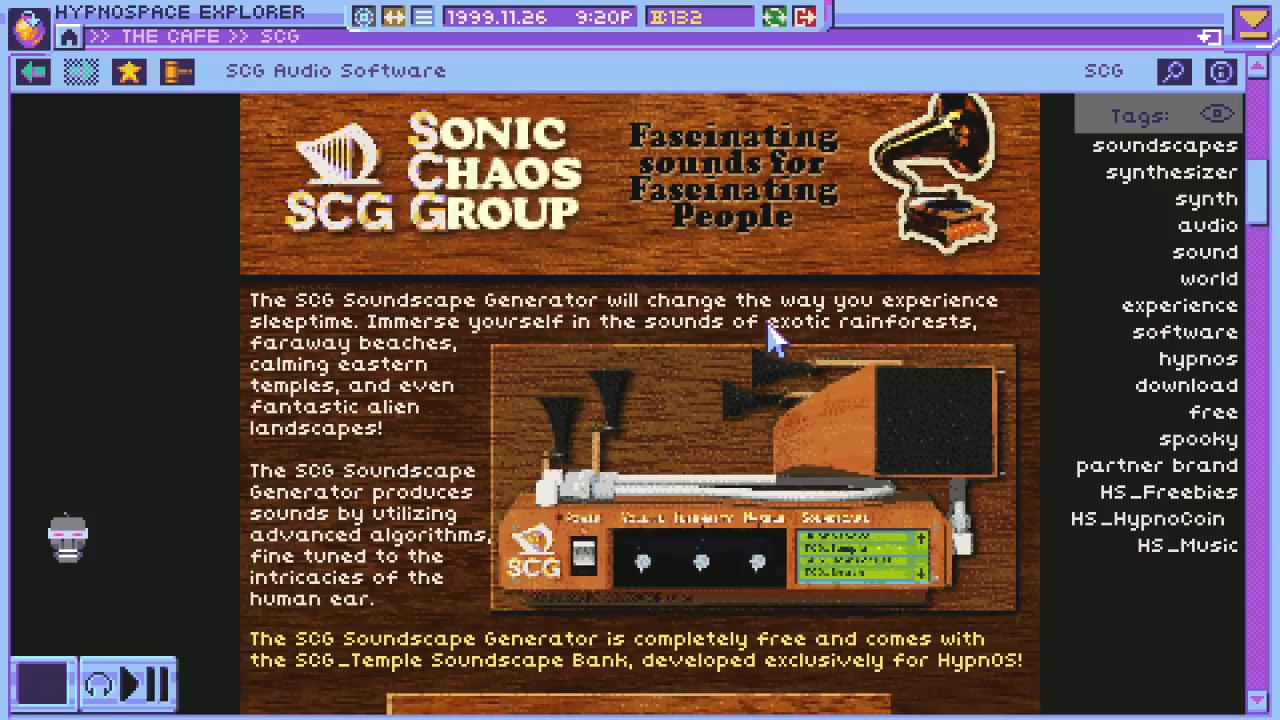 HYPNOSPACE EXPLORER
1999.11.26 9:20P
132
>> THE CAFE >> SCG
SCG Audio Software
SCG
SONIC
CHAOS
SCG GROUP
Fascinating
sounds for
Fascinating
People
Tags:
soundscapes
synthesizer
synth
audio
sound
world
experience
software
hypnos
download
free
spooky
partner brand
HS_Freebies
HS_HypnoCoin
HS_Music
The SCG Soundscape Generator will change the way you experience
sleeptime. Immerse yourself in the sounds of exotic rainforests,
faraway beaches,
calming eastern
temples, and even
fantastic alien
landscapes!
The SCG Soundscape
Generator produces
sounds by utilizing
advanced algorithms,
fine tuned to the
intricacies of the
human ear.
SCG
The SCG Soundscape Generator is completely free and comes with
the SCG_Temple Soundscape Bank, developed exclusively for HypnOS!